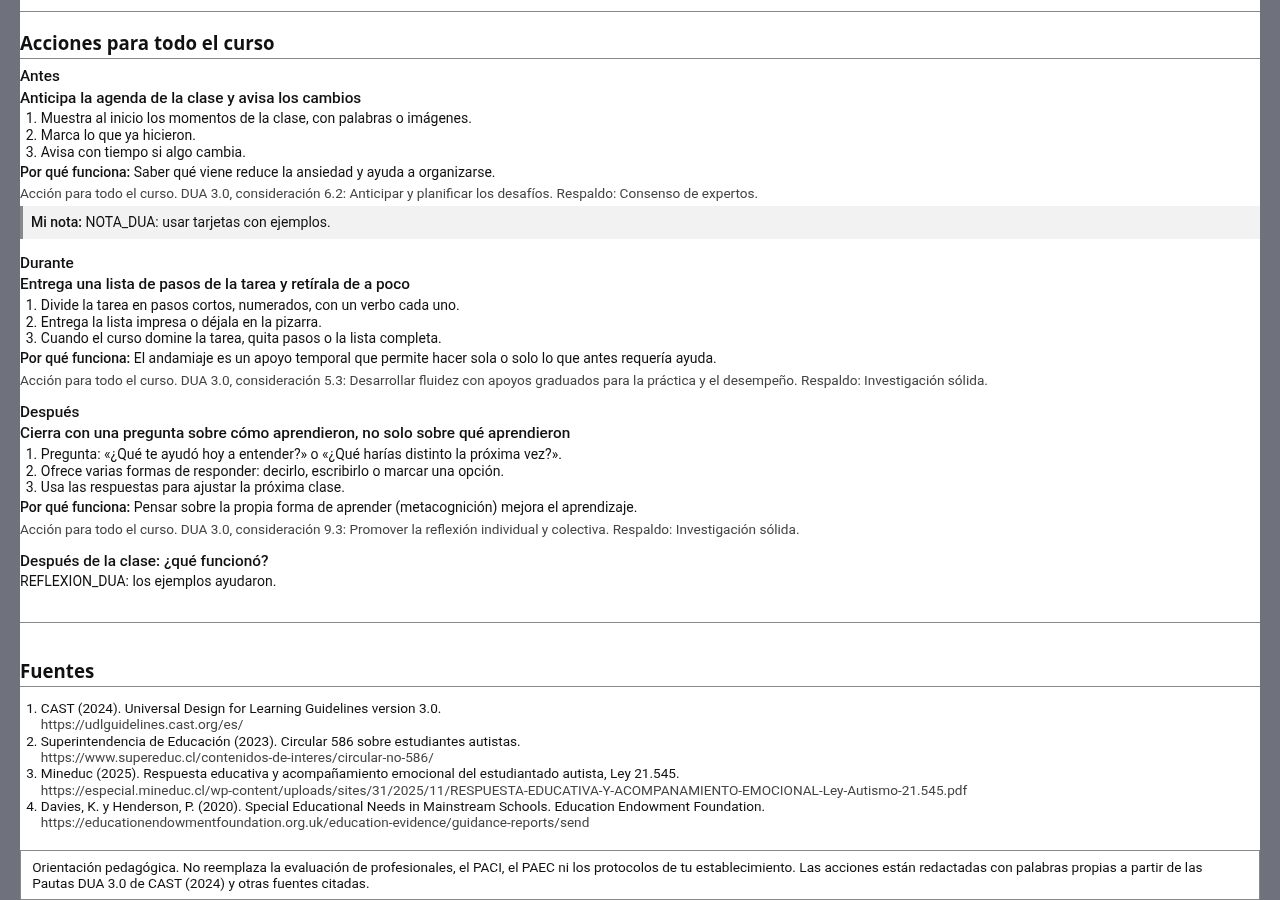 Acciones para todo el curso
Antes
Anticipa la agenda de la clase y avisa los cambios
1. Muestra al inicio los momentos de la clase, con palabras o imágenes.
2. Marca lo que ya hicieron.
3. Avisa con tiempo si algo cambia.
Por qué funciona: Saber qué viene reduce la ansiedad y ayuda a organizarse.
Acción para todo el curso. DUA 3.0, consideración 6.2: Anticipar y planificar los desafíos. Respaldo: Consenso de expertos.
Mi nota: NOTA_DUA: usar tarjetas con ejemplos.
Durante
Entrega una lista de pasos de la tarea y retírala de a poco
1. Divide la tarea en pasos cortos, numerados, con un verbo cada uno.
2. Entrega la lista impresa o déjala en la pizarra.
3. Cuando el curso domine la tarea, quita pasos o la lista completa.
Por qué funciona: El andamiaje es un apoyo temporal que permite hacer sola o solo lo que antes requería ayuda.
Acción para todo el curso. DUA 3.0, consideración 5.3: Desarrollar fluidez con apoyos graduados para la práctica y el desempeño. Respaldo: Investigación sólida.
Después
Cierra con una pregunta sobre cómo aprendieron, no solo sobre qué aprendieron
1. Pregunta: «¿Qué te ayudó hoy a entender?» o «¿Qué harías distinto la próxima vez?».
2. Ofrece varias formas de responder: decirlo, escribirlo o marcar una opción.
3. Usa las respuestas para ajustar la próxima clase.
Por qué funciona: Pensar sobre la propia forma de aprender (metacognición) mejora el aprendizaje.
Acción para todo el curso. DUA 3.0, consideración 9.3: Promover la reflexión individual y colectiva. Respaldo: Investigación sólida.
Después de la clase: ¿qué funcionó?
REFLEXION_DUA: los ejemplos ayudaron.
Fuentes
1. CAST (2024). Universal Design for Learning Guidelines version 3.0.
https://udlguidelines.cast.org/es/
2. Superintendencia de Educación (2023). Circular 586 sobre estudiantes autistas.
https://www.supereduc.cl/contenidos-de-interes/circular-no-586/
3. Mineduc (2025). Respuesta educativa y acompañamiento emocional del estudiantado autista, Ley 21.545.
https://especial.mineduc.cl/wp-content/uploads/sites/31/2025/11/RESPUESTA-EDUCATIVA-Y-ACOMPANAMIENTO-EMOCIONAL-Ley-Autismo-21.545.pdf
4. Davies, K. y Henderson, P. (2020). Special Educational Needs in Mainstream Schools. Education Endowment Foundation.
https://educationendowmentfoundation.org.uk/education-evidence/guidance-reports/send
Orientación pedagógica. No reemplaza la evaluación de profesionales, el PACI, el PAEC ni los protocolos de tu establecimiento. Las acciones están redactadas con palabras propias a partir de las
Pautas DUA 3.0 de CAST (2024) y otras fuentes citadas.